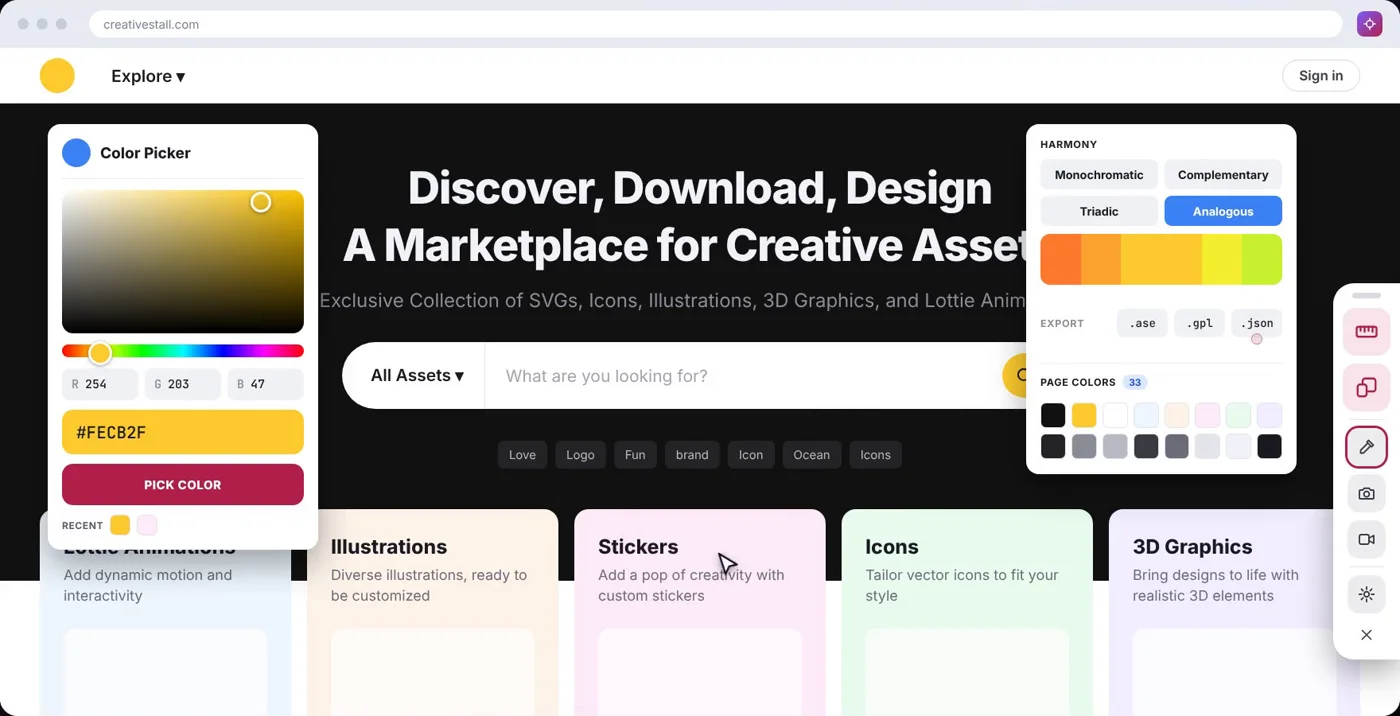 creativestall.com
Explore ▾
Sign in
Color Picker
R 254
G 203
B 47
#FECB2F
PICK COLOR
RECENT
Discover, Download, Design
A Marketplace for Creative Asset
Exclusive Collection of SVGs, Icons, Illustrations, 3D Graphics, and Lottie Anim
All Assets ▾
What are you looking for?
Love
Logo
Fun
brand
Icon
Ocean
Icons
HARMONY
Monochromatic
Complementary
Triadic
Analogous
EXPORT
.ase
.gpl
.json
PAGE COLORS 33
Lottie Animations
Add dynamic motion and
interactivity
Illustrations
Diverse illustrations, ready to
be customized
Stickers
Add a pop of creativity with
custom stickers
Icons
Tailor vector icons to fit your
style
3D Graphics
Bring designs to life with
realistic 3D elements